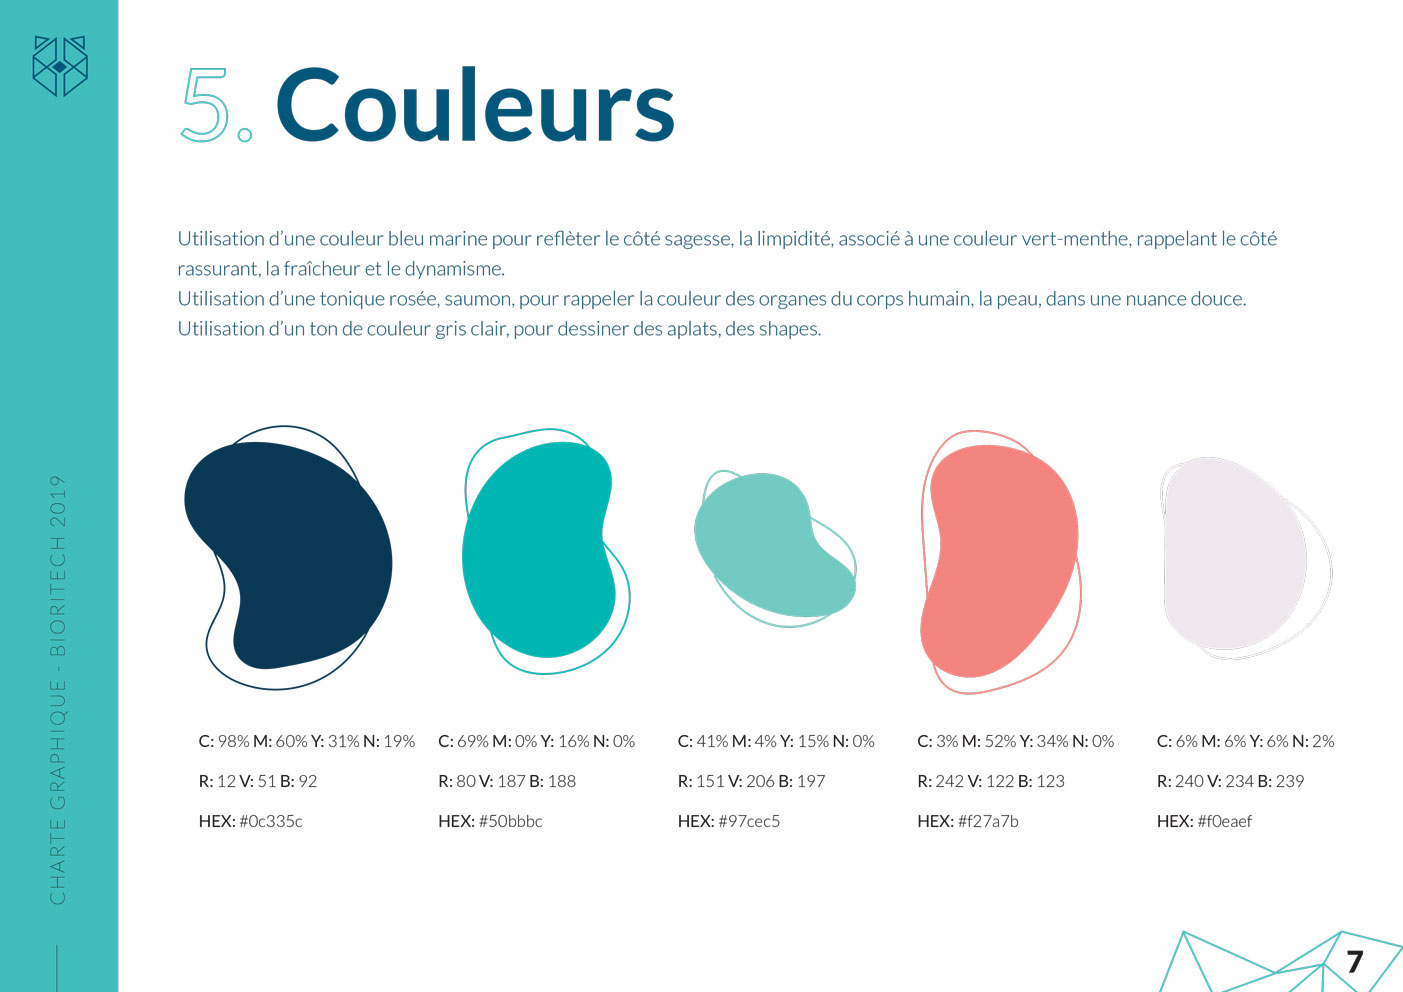 5. Couleurs
Utilisation d’une couleur bleu marine pour reflèter le côté sagesse, la limpidité, associé à une couleur vert-menthe, rappelant le côté
rassurant, la fraîcheur et le dynamisme.
Utilisation d’une tonique rosée, saumon, pour rappeler la couleur des organes du corps humain, la peau, dans une nuance douce.
Utilisation d’un ton de couleur gris clair, pour dessiner des aplats, des shapes.
C: 98% M: 60% Y: 31% N: 19%
R: 12 V: 51 B: 92
HEX: #0c335c
C: 69% M: 0% Y: 16% N: 0%
R: 80 V: 187 B: 188
HEX: #50bbbc
C: 41% M: 4% Y: 15% N: 0%
R: 151 V: 206 B: 197
HEX: #97cec5
C: 3% M: 52% Y: 34% N: 0%
R: 242 V: 122 B: 123
HEX: #f27a7b
C: 6% M: 6% Y: 6% N: 2%
R: 240 V: 234 B: 239
HEX: #f0eaef
CHARTE GRAPHIQUE - BIORITECH 2019
7